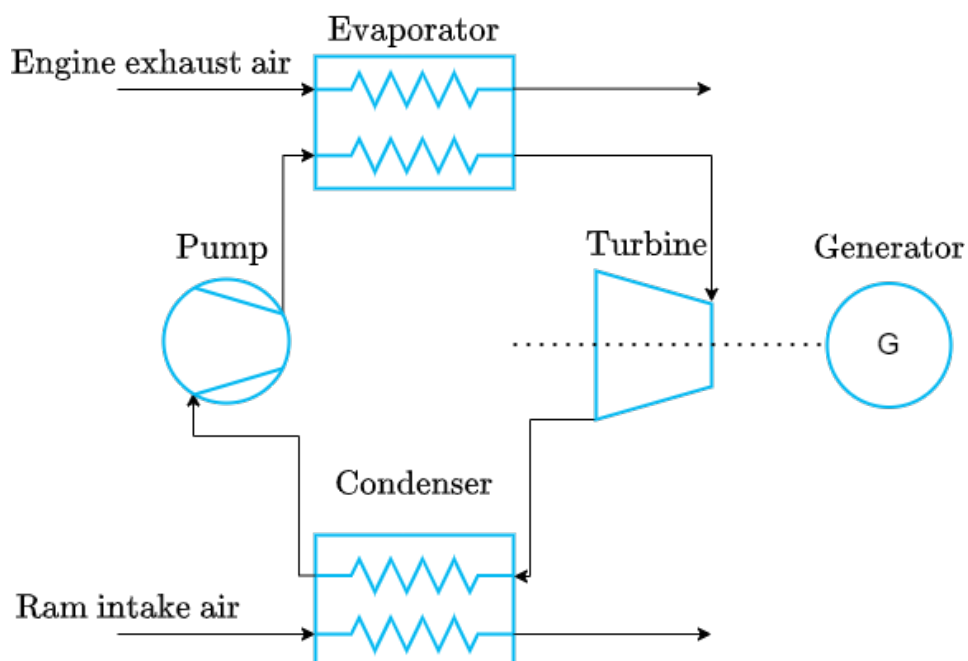 Evaporator
Engine exhaust air
Pump
Turbine
Generator
G
Condenser
Ram intake air